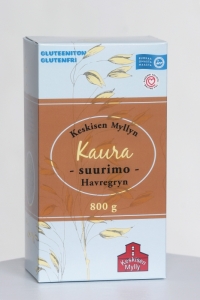 GLUTEENITON
GLUTENFRI
Keskisen Myllyn
Kaura
- suurimo -
Havregryn
800 g
Keskisen
Mylly